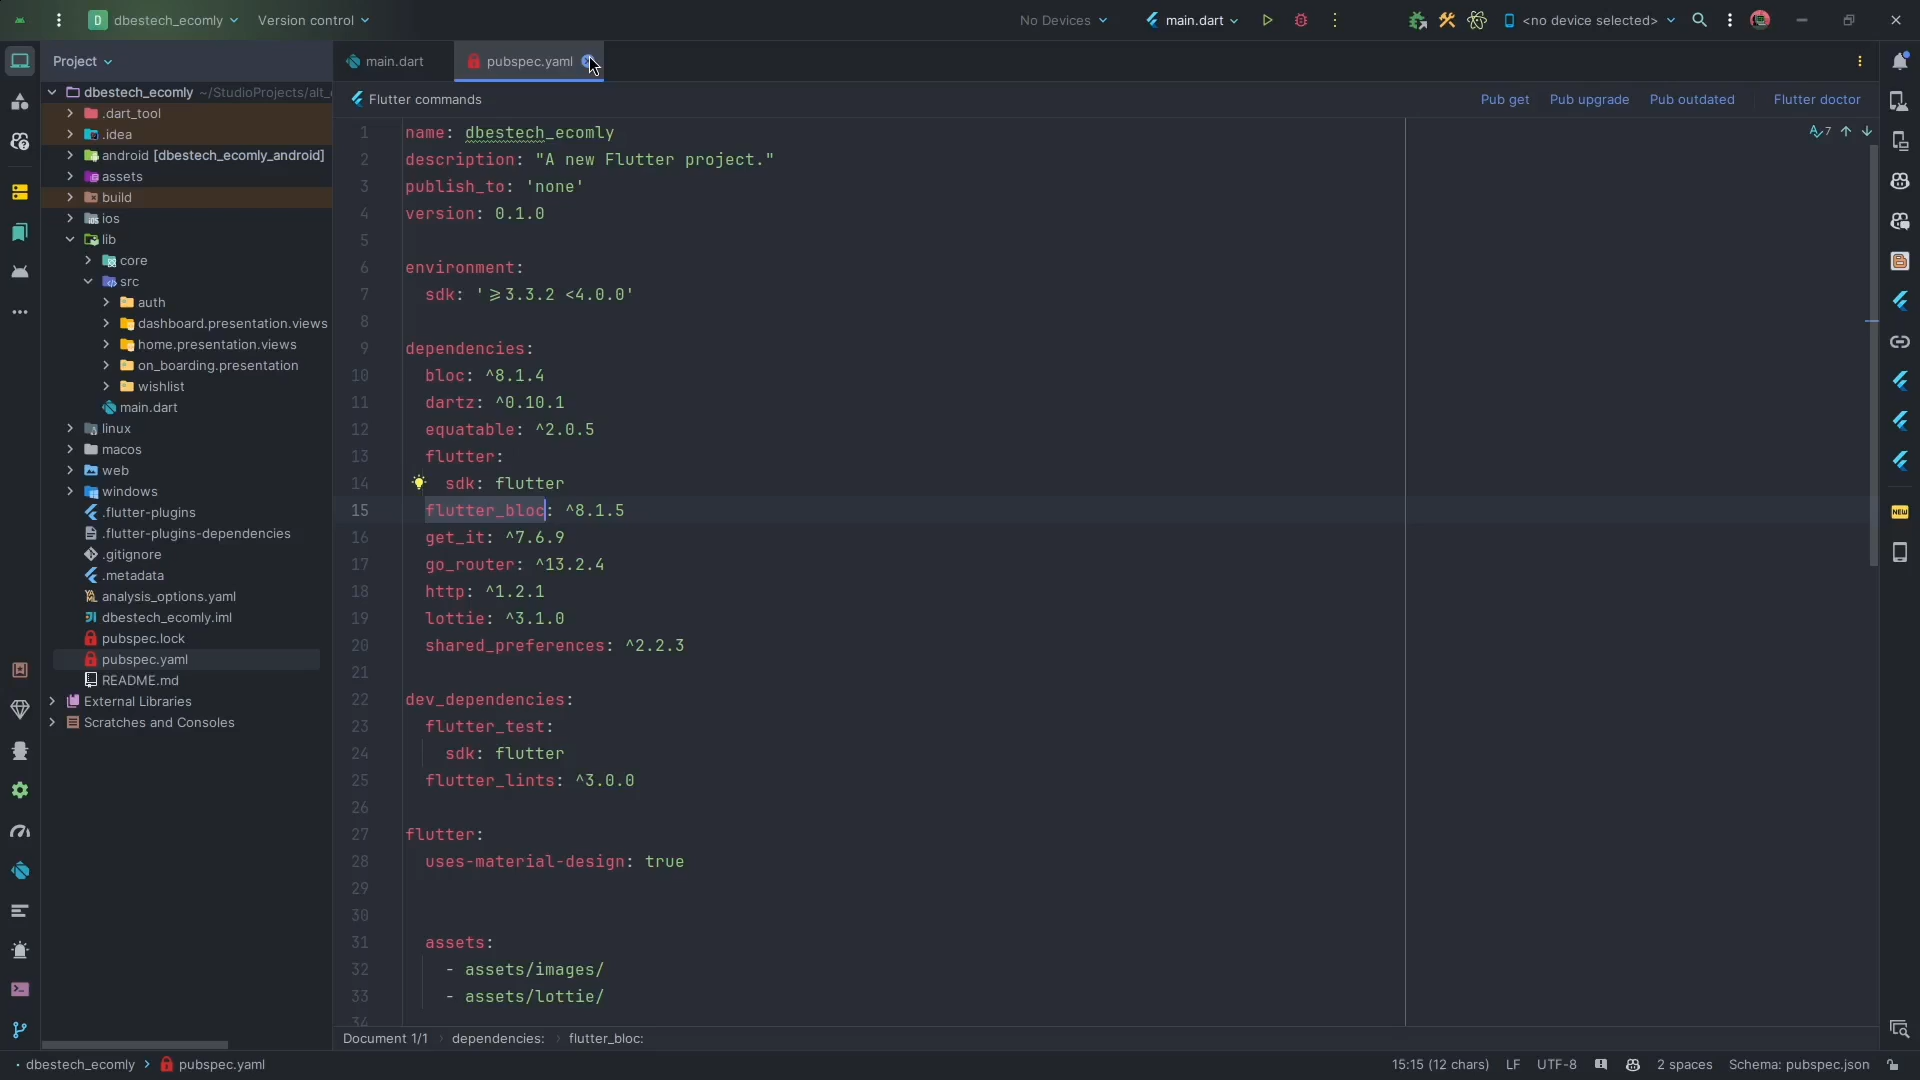 D dbestech_ecomly Version control No Devices main.dart <no device selected>
Project
main.dart pubspec.yaml
dbestech_ecomly ~/StudioProjects/alt_
Flutter commands Pub get Pub upgrade Pub outdated Flutter doctor
.dart_tool
.idea
android [dbestech_ecomly_android]
assets
build
ios
lib
core
src
auth
dashboard.presentation.views
home.presentation.views
on_boarding.presentation
wishlist
main.dart
linux
macos
web
windows
.flutter-plugins
.flutter-plugins-dependencies
.gitignore
.metadata
analysis_options.yaml
dbestech_ecomly.iml
pubspec.lock
pubspec.yaml
README.md
External Libraries
Scratches and Consoles
7
1 name: dbestech_ecomly
2 description: "A new Flutter project."
3 publish_to: 'none'
4 version: 0.1.0
5
6 environment:
7 sdk: '>=3.3.2 <4.0.0'
8
9 dependencies:
10 bloc: ^8.1.4
11 dartz: ^0.10.1
12 equatable: ^2.0.5
13 flutter:
14 sdk: flutter
15 flutter_bloc: ^8.1.5
16 get_it: ^7.6.9
17 go_router: ^13.2.4
18 http: ^1.2.1
19 lottie: ^3.1.0
20 shared_preferences: ^2.2.3
21
22 dev_dependencies:
23 flutter_test:
24 sdk: flutter
25 flutter_lints: ^3.0.0
26
27 flutter:
28 uses-material-design: true
29
30
31 assets:
32 - assets/images/
33 - assets/lottie/
34
NEW
Document 1/1 dependencies: flutter_bloc:
dbestech_ecomly pubspec.yaml 15:15 (12 chars) LF UTF-8 2 spaces Schema: pubspec.json